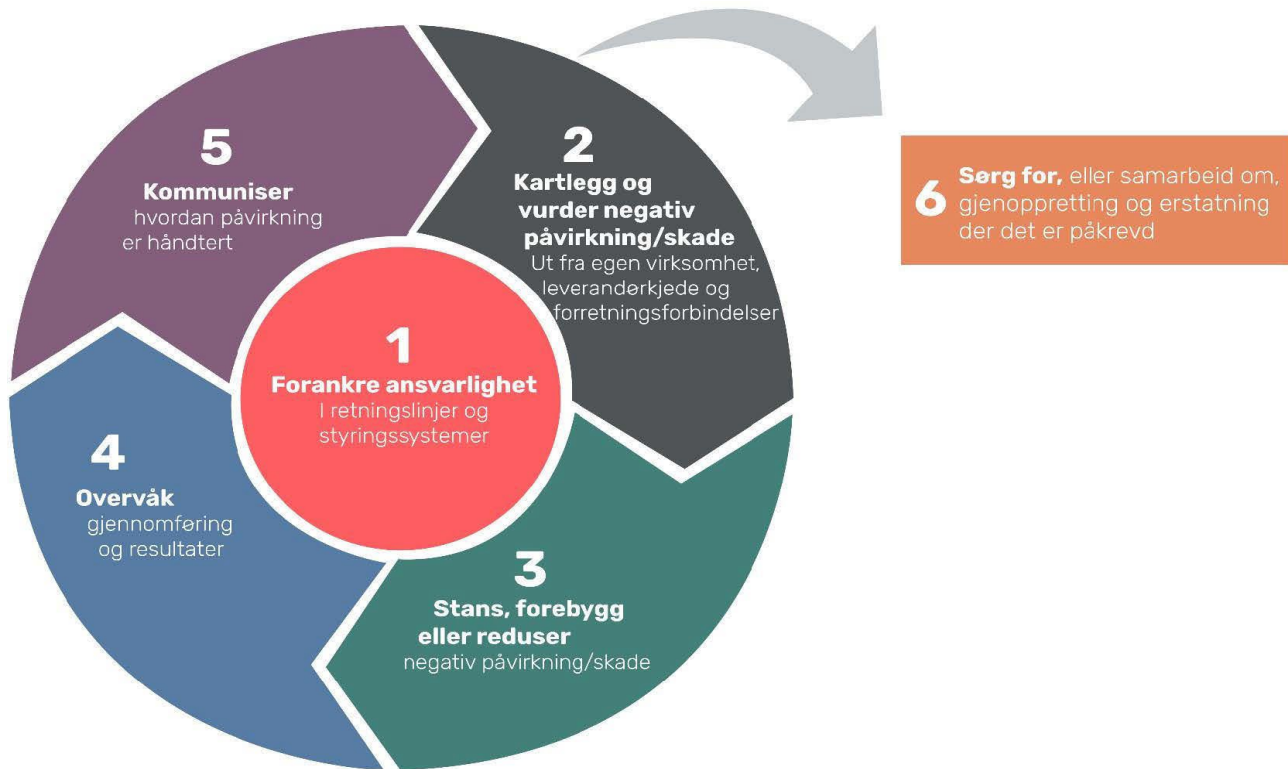 1
Forankre ansvarlighet
I retningslinjer og
styringssystemer
2
Kartlegg og
vurder negativ
påvirkning/skade
Ut fra egen virksomhet,
leverandørkjede og
forretningsforbindelser
3
Stans, forebygg
eller reduser
negativ påvirkning/skade
4
Overvåk
gjennomføring
og resultater
5
Kommuniser
hvordan påvirkning
er håndtert
6
Sørg for, eller samarbeid om,
gjenoppretting og erstatning
der det er påkrevd